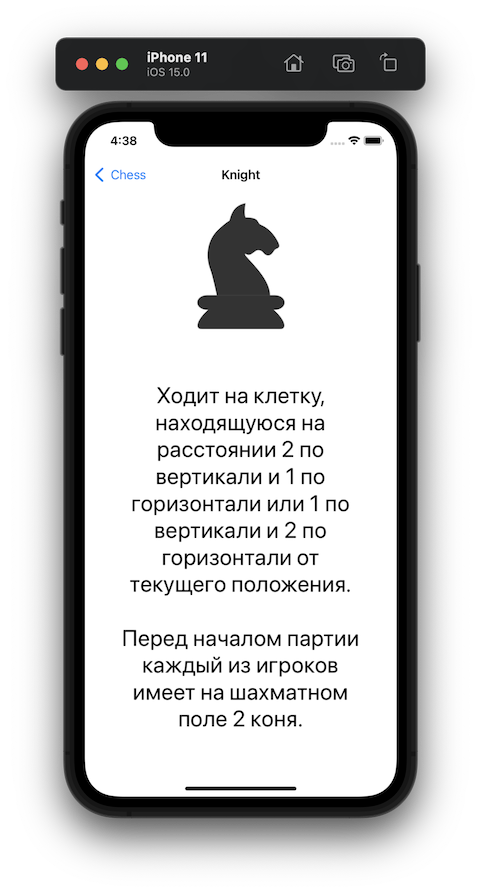 iPhone 11
iOS 15.0
4:38
Chess
Knight
Ходит на клетку,
находящуюся на
расстоянии 2 по
вертикали и 1 по
горизонтали или 1 по
вертикали и 2 по
горизонтали от
текущего положения.
Перед началом партии
каждый из игроков
имеет на шахматном
поле 2 коня.